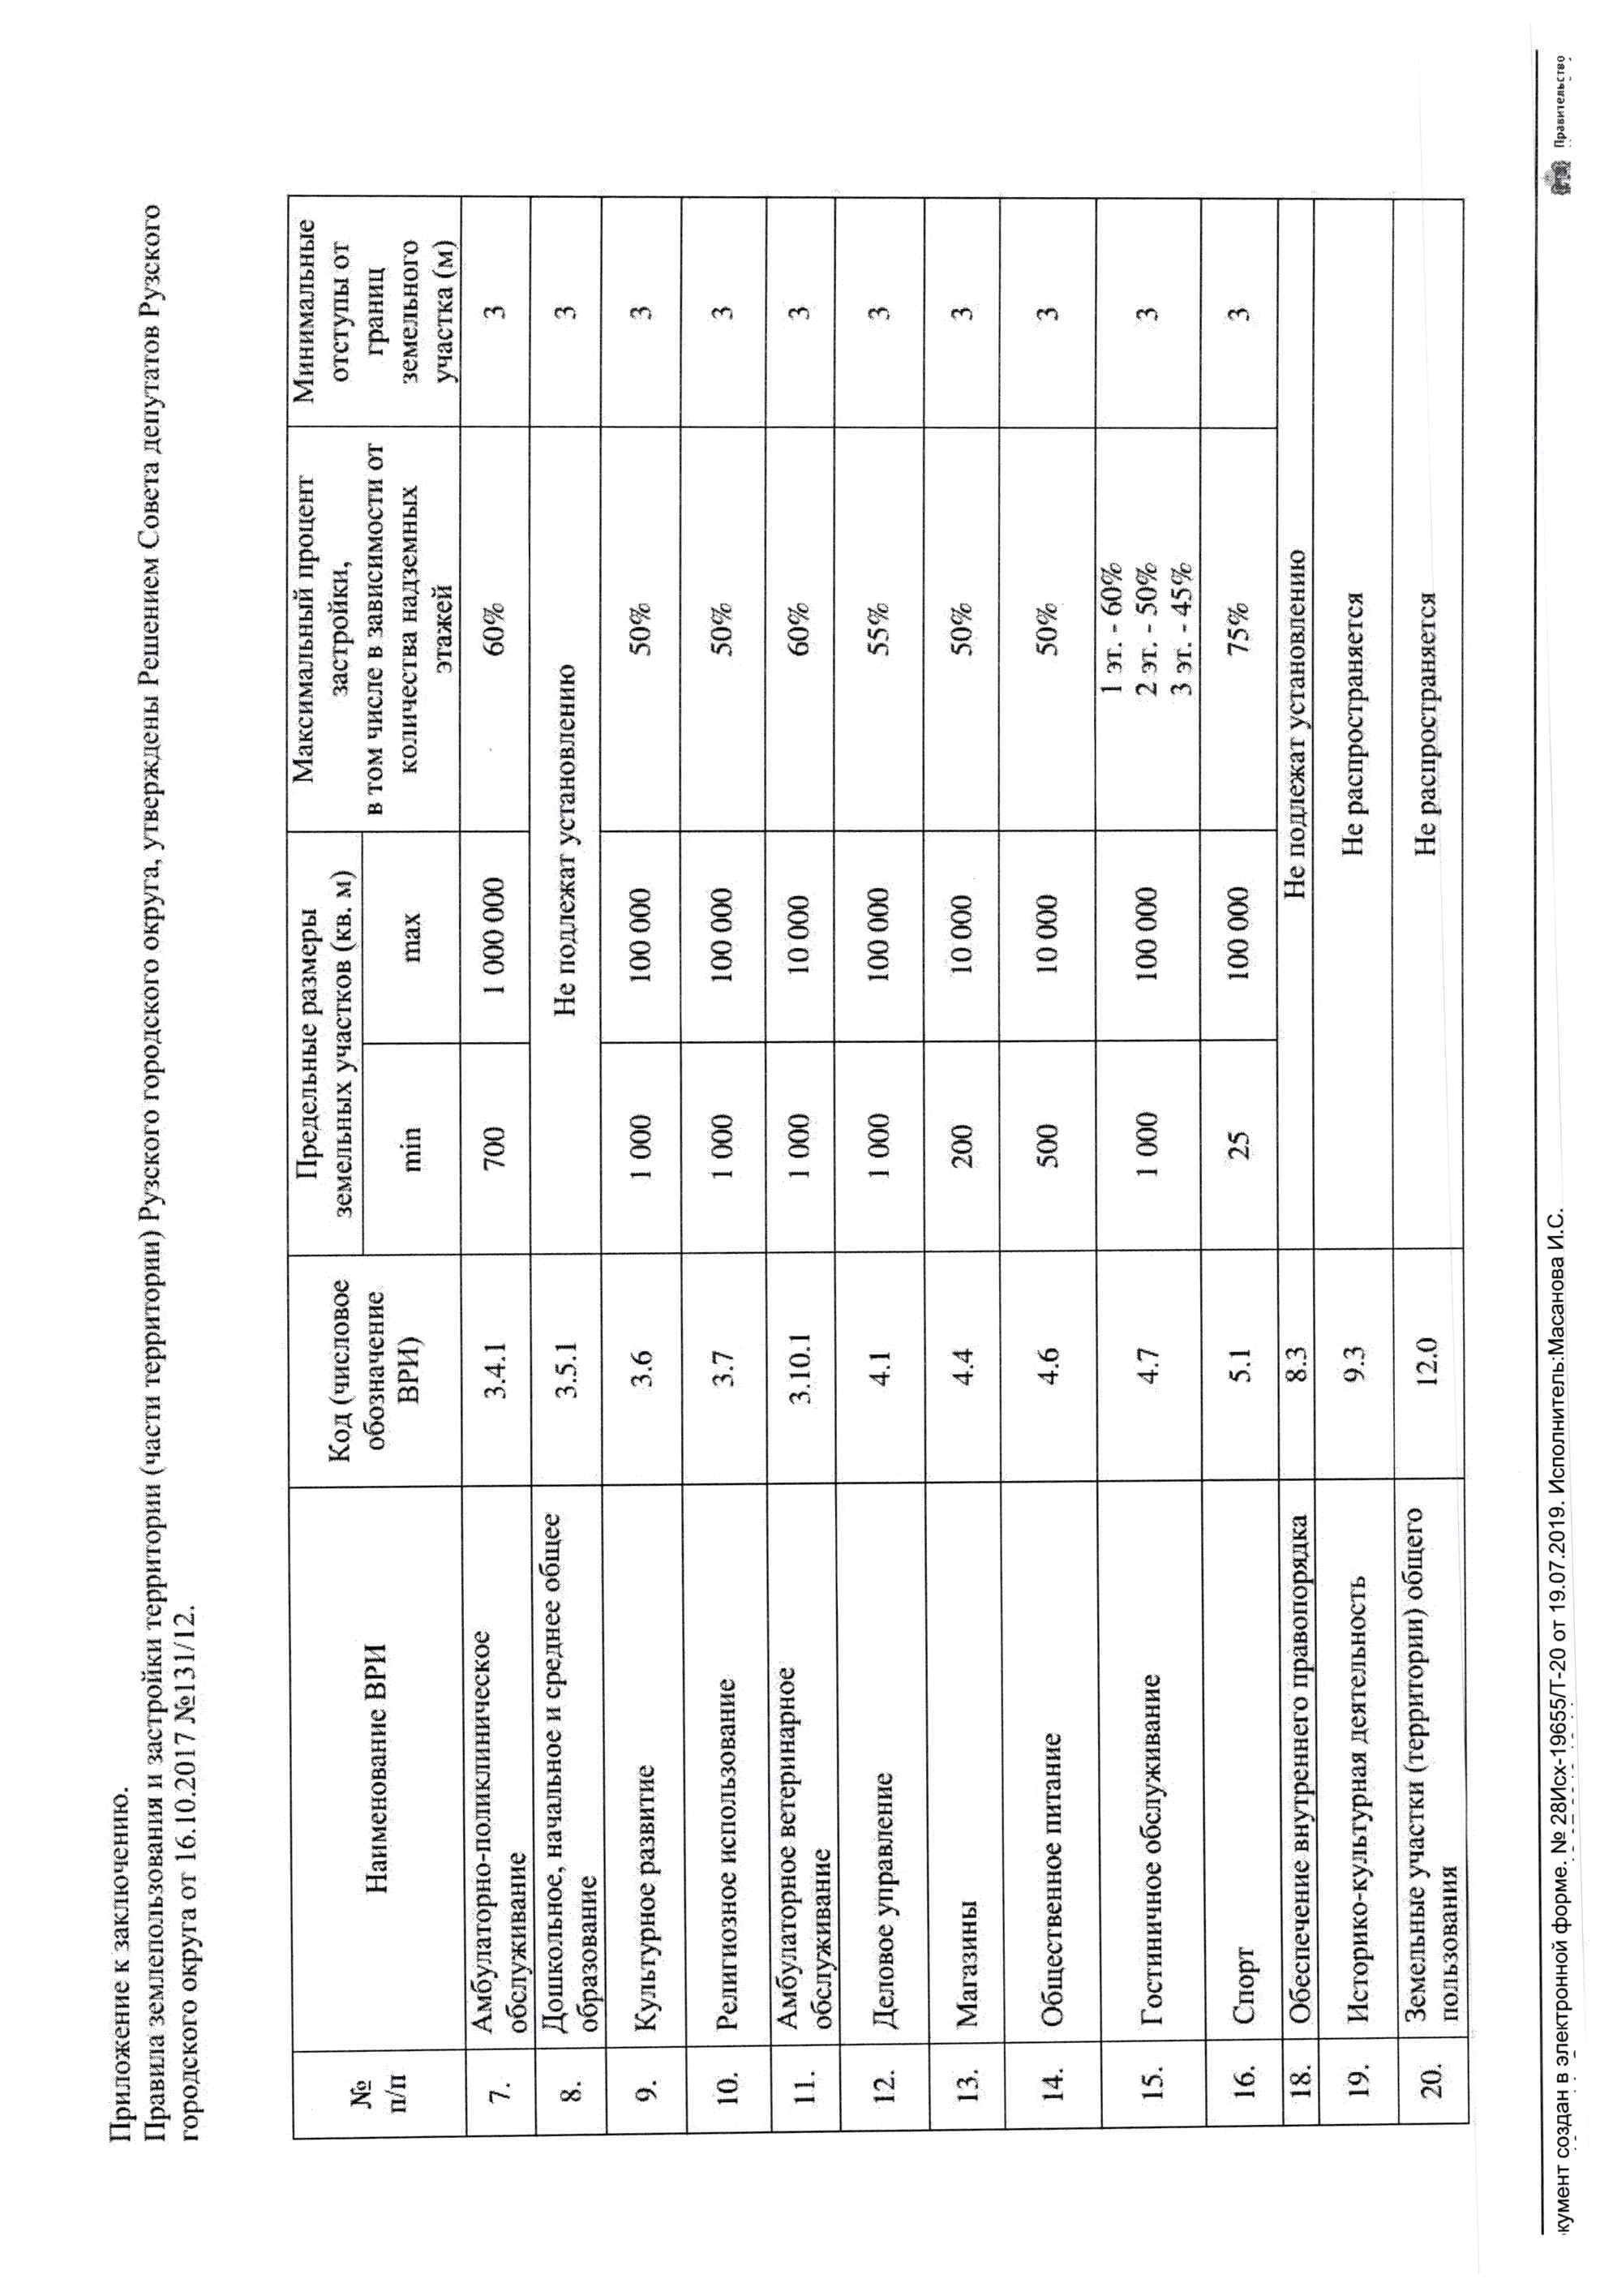 Приложение к заключению.
Правила землепользования и застройки территории (части территории) Рузского городского округа, утверждены Решением Совета депутатов Рузского
городского округа от 16.10.2017 №131/12.
№
п/п
Наименование ВРИ
Код (числовое
обозначение
ВРИ)
Предельные размеры
земельных участков (кв. м)
min
max
Максимальный процент
застройки,
в том числе в зависимости от
количества надземных
этажей
Минимальные
отступы от
границ
земельного
участка (м)
7. Амбулаторно-поликлиническое
обслуживание
3.4.1 700 1 000 000 60% 3
8. Дошкольное, начальное и среднее общее
образование
3.5.1 Не подлежат установлению 3
9. Культурное развитие 3.6 1 000 100 000 50% 3
10. Религиозное использование 3.7 1 000 100 000 50% 3
11. Амбулаторное ветеринарное
обслуживание
3.10.1 1 000 10 000 60% 3
12. Деловое управление 4.1 1 000 100 000 55% 3
13. Магазины 4.4 200 10 000 50% 3
14. Общественное питание 4.6 500 10 000 50% 3
15. Гостиничное обслуживание 4.7 1 000 100 000
1 эт. - 60%
2 эт. - 50%
3 эт. - 45%
3
16. Спорт 5.1 25 100 000 75% 3
18. Обеспечение внутреннего правопорядка 8.3 Не подлежат установлению
19. Историко-культурная деятельность 9.3 Не распространяется
20. Земельные участки (территории) общего
пользования
12.0 Не распространяется
кумент создан в электронной форме. № 28Исх-19655/Т-20 от 19.07.2019. Исполнитель:Масанова И.С.
Правительство